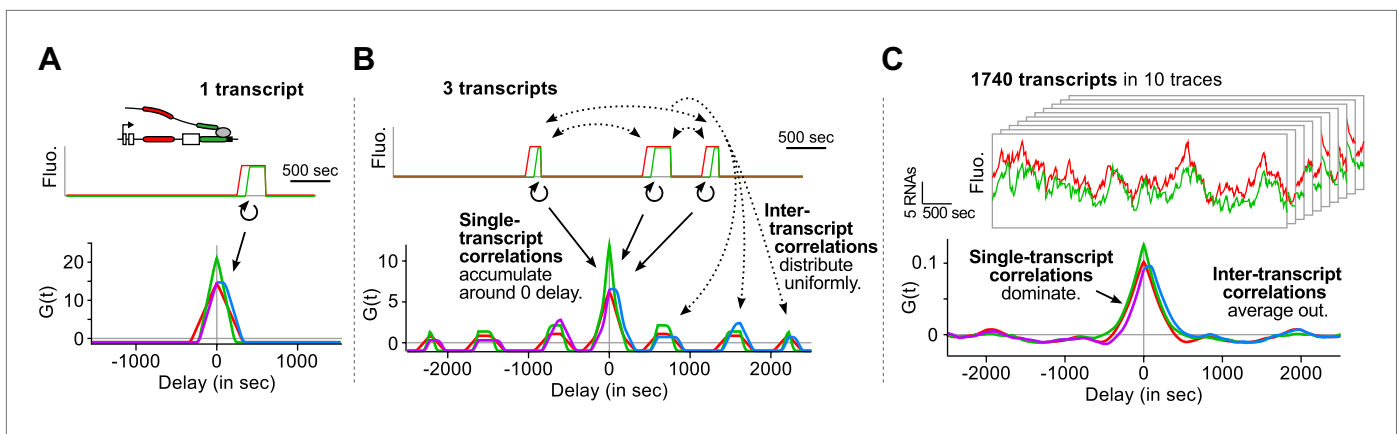 A
1 transcript
Fluo.
500 sec
20
10
0
G(t)
-1000
0
1000
Delay (in sec)
B
3 transcripts
Fluo.
500 sec
Single-
transcript
correlations
accumulate
around 0 delay.
Inter-
transcript
correlations
distribute
uniformly.
10
5
0
G(t)
-2000
-1000
0
1000
2000
Delay (in sec)
C
1740 transcripts in 10 traces
Fluo.
5 RNAs
500 sec
Single-transcript
correlations
dominate.
Inter-transcript
correlations
average out.
0.1
0
G(t)
-2000
-1000
0
1000
2000
Delay (in sec)